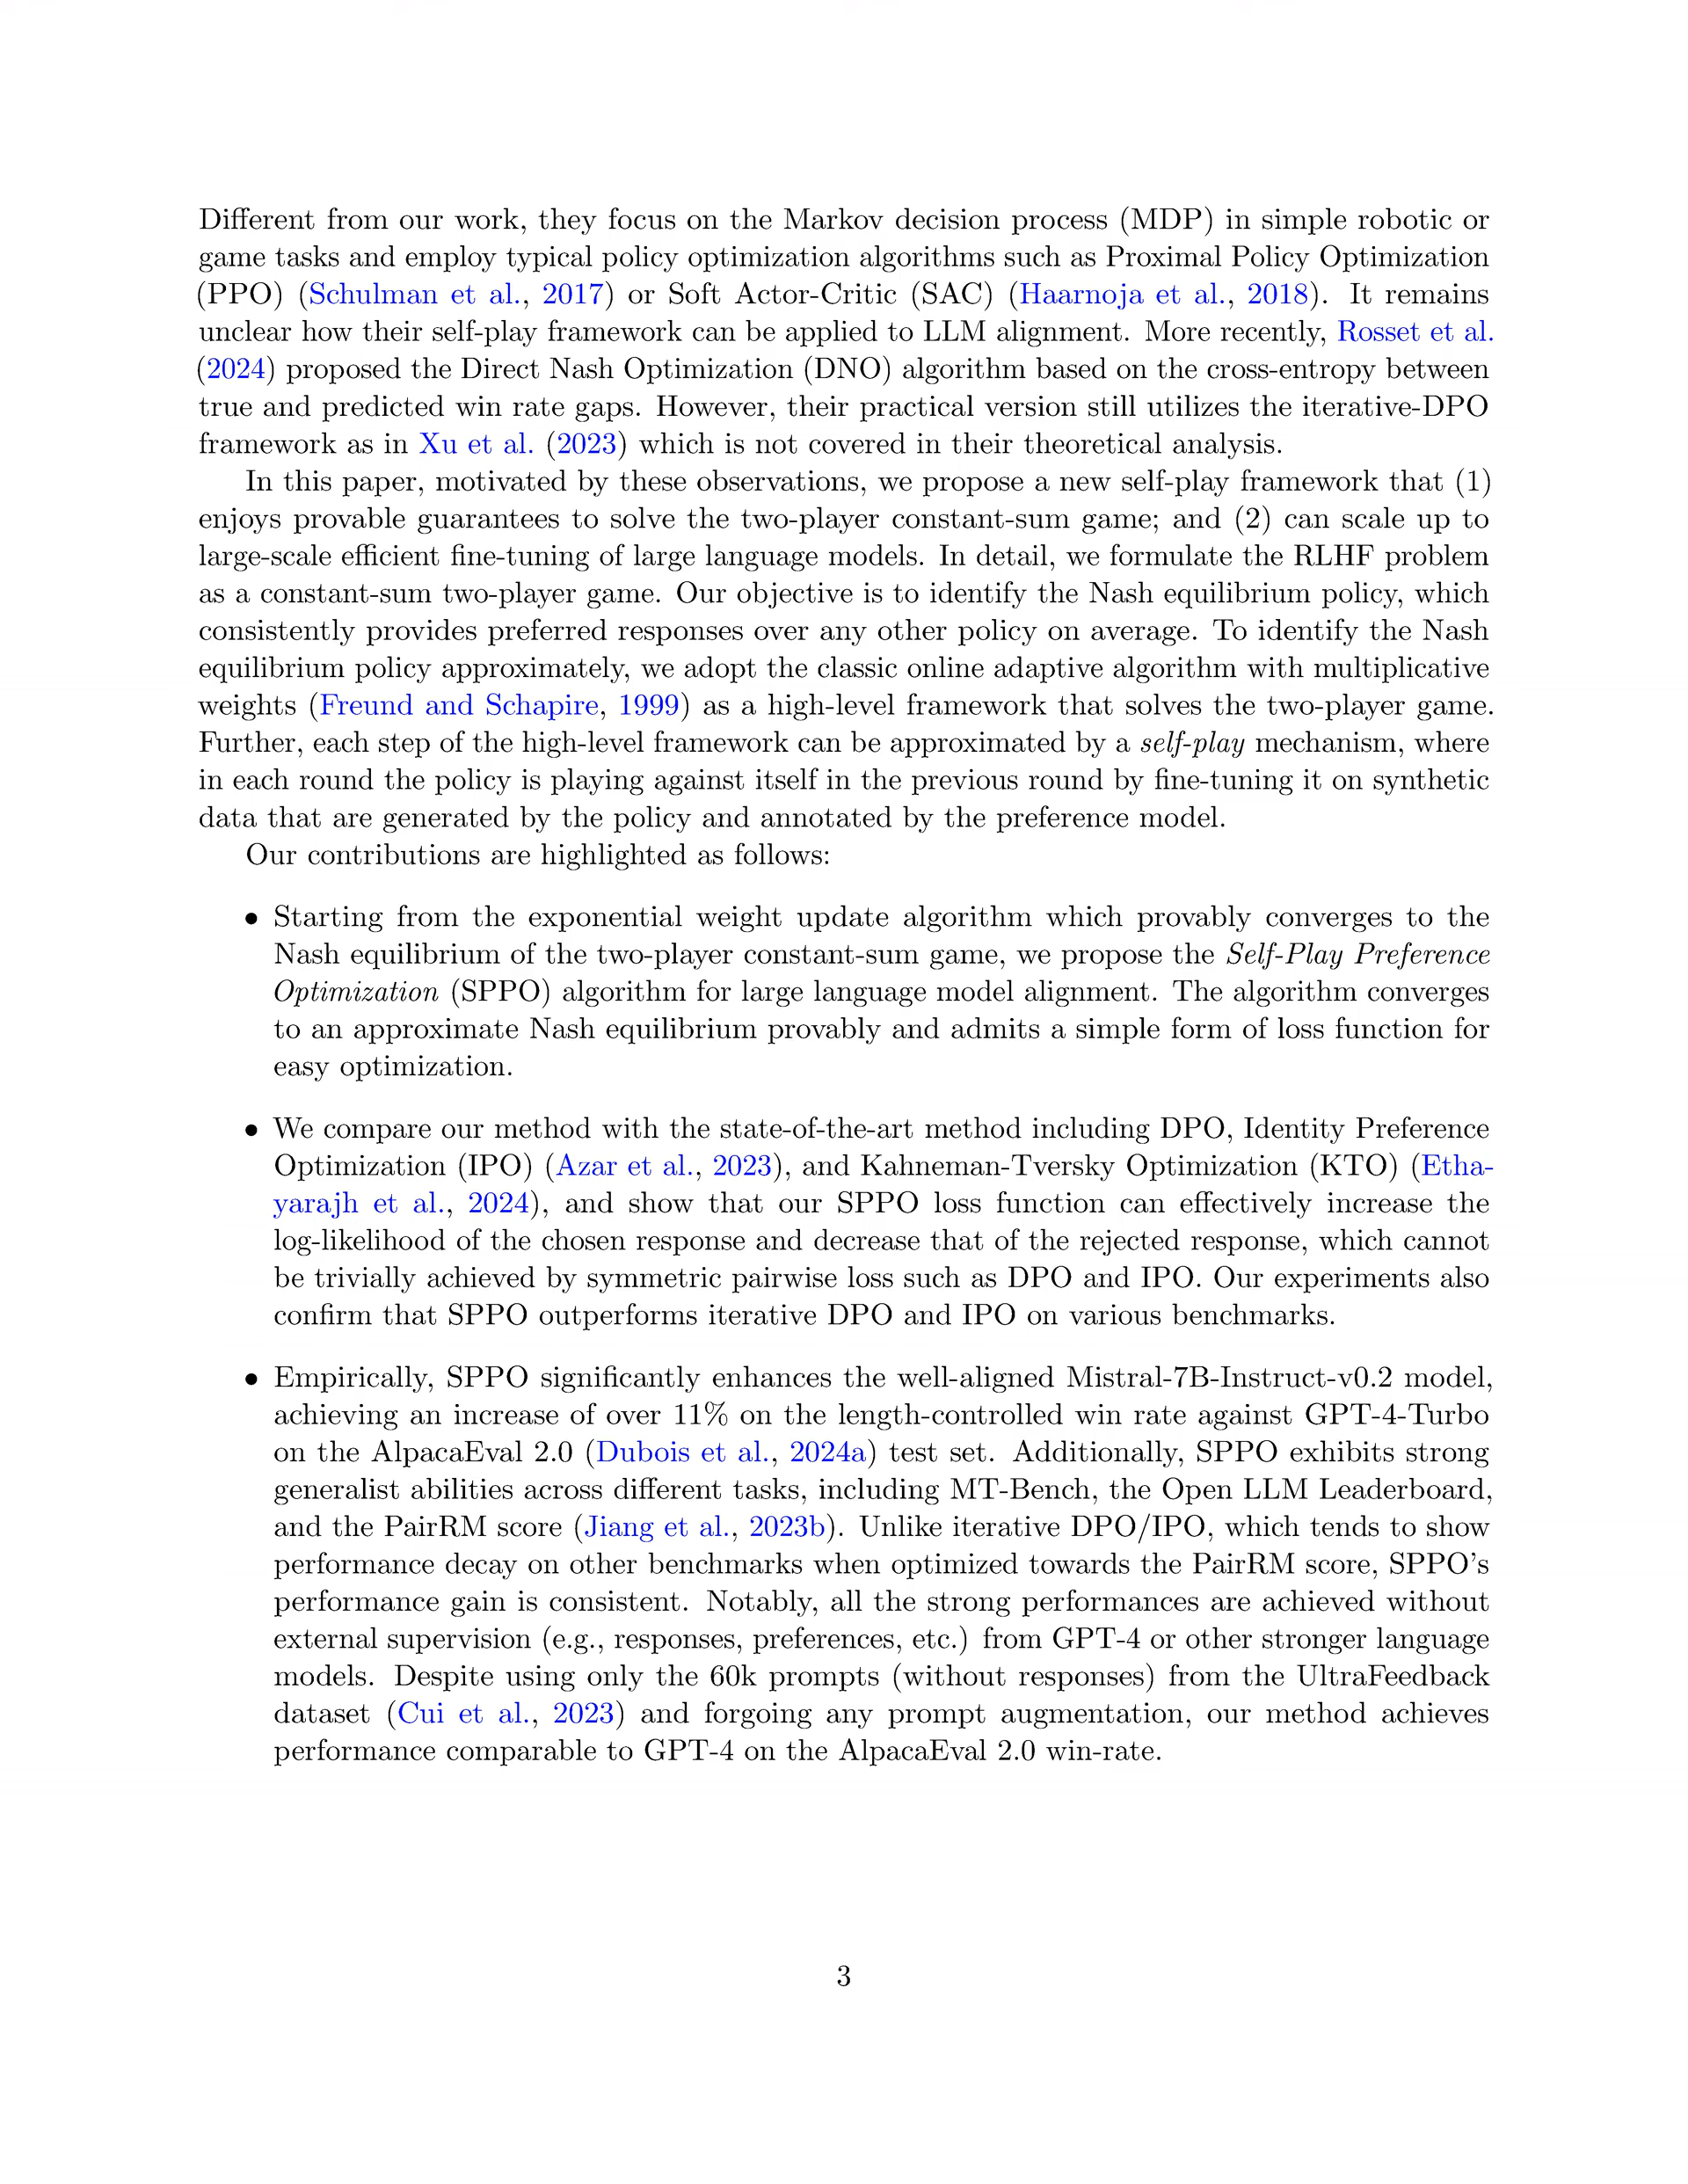 Different from our work, they focus on the Markov decision process (MDP) in simple robotic or
game tasks and employ typical policy optimization algorithms such as Proximal Policy Optimization
(PPO) (Schulman et al., 2017) or Soft Actor-Critic (SAC) (Haarnoja et al., 2018). It remains
unclear how their self-play framework can be applied to LLM alignment. More recently, Rosset et al.
(2024) proposed the Direct Nash Optimization (DNO) algorithm based on the cross-entropy between
true and predicted win rate gaps. However, their practical version still utilizes the iterative-DPO
framework as in Xu et al. (2023) which is not covered in their theoretical analysis.
In this paper, motivated by these observations, we propose a new self-play framework that (1)
enjoys provable guarantees to solve the two-player constant-sum game; and (2) can scale up to
large-scale efficient fine-tuning of large language models. In detail, we formulate the RLHF problem
as a constant-sum two-player game. Our objective is to identify the Nash equilibrium policy, which
consistently provides preferred responses over any other policy on average. To identify the Nash
equilibrium policy approximately, we adopt the classic online adaptive algorithm with multiplicative
weights (Freund and Schapire, 1999) as a high-level framework that solves the two-player game.
Further, each step of the high-level framework can be approximated by a self-play mechanism, where
in each round the policy is playing against itself in the previous round by fine-tuning it on synthetic
data that are generated by the policy and annotated by the preference model.
Our contributions are highlighted as follows:
• Starting from the exponential weight update algorithm which provably converges to the
Nash equilibrium of the two-player constant-sum game, we propose the Self-Play Preference
Optimization (SPPO) algorithm for large language model alignment. The algorithm converges
to an approximate Nash equilibrium provably and admits a simple form of loss function for
easy optimization.
• We compare our method with the state-of-the-art method including DPO, Identity Preference
Optimization (IPO) (Azar et al., 2023), and Kahneman-Tversky Optimization (KTO) (Etha-
yarajh et al., 2024), and show that our SPPO loss function can effectively increase the
log-likelihood of the chosen response and decrease that of the rejected response, which cannot
be trivially achieved by symmetric pairwise loss such as DPO and IPO. Our experiments also
confirm that SPPO outperforms iterative DPO and IPO on various benchmarks.
• Empirically, SPPO significantly enhances the well-aligned Mistral-7B-Instruct-v0.2 model,
achieving an increase of over 11% on the length-controlled win rate against GPT-4-Turbo
on the AlpacaEval 2.0 (Dubois et al., 2024a) test set. Additionally, SPPO exhibits strong
generalist abilities across different tasks, including MT-Bench, the Open LLM Leaderboard,
and the PairRM score (Jiang et al., 2023b). Unlike iterative DPO/IPO, which tends to show
performance decay on other benchmarks when optimized towards the PairRM score, SPPO's
performance gain is consistent. Notably, all the strong performances are achieved without
external supervision (e.g., responses, preferences, etc.) from GPT-4 or other stronger language
models. Despite using only the 60k prompts (without responses) from the UltraFeedback
dataset (Cui et al., 2023) and forgoing any prompt augmentation, our method achieves
performance comparable to GPT-4 on the AlpacaEval 2.0 win-rate.
3